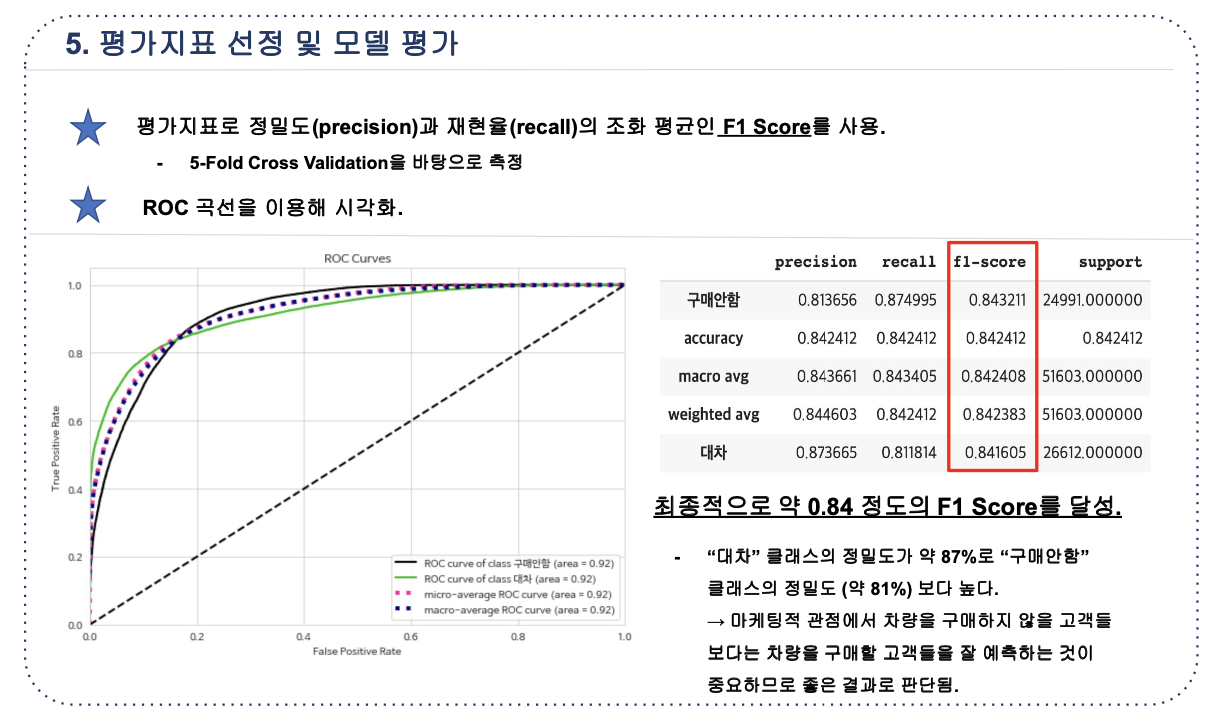 5. 평가지표 선정 및 모델 평가
평가지표로 정밀도(precision)과 재현율(recall)의 조화 평균인 F1 Score를 사용.
- 5-Fold Cross Validation을 바탕으로 측정
ROC 곡선을 이용해 시각화.
ROC Curves
1.0
0.8
0.6
0.4
0.2
0.0
True Positive Rate
0.0 0.2 0.4 0.6 0.8 1.0
False Positive Rate
ROC curve of class 구매안함 (area = 0.92)
ROC curve of class 대차 (area = 0.92)
micro-average ROC curve (area = 0.92)
macro-average ROC curve (area = 0.92)
precision recall f1-score support
구매안함 0.813656 0.874995 0.843211 24991.000000
accuracy 0.842412 0.842412 0.842412 0.842412
macro avg 0.843661 0.843405 0.842408 51603.000000
weighted avg 0.844603 0.842412 0.842383 51603.000000
대차 0.873665 0.811814 0.841605 26612.000000
최종적으로 약 0.84 정도의 F1 Score를 달성.
- “대차” 클래스의 정밀도가 약 87%로 “구매안함”
클래스의 정밀도 (약 81%) 보다 높다.
→ 마케팅적 관점에서 차량을 구매하지 않을 고객들
보다는 차량을 구매할 고객들을 잘 예측하는 것이
중요하므로 좋은 결과로 판단됨.